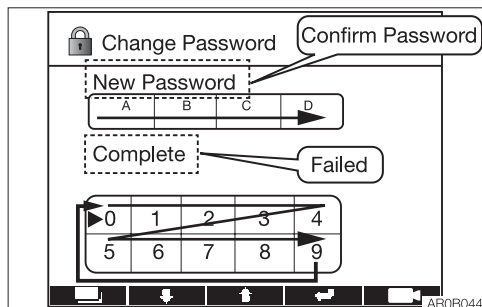 Change Password
Confirm Password
New Password
A B C D
Complete
Failed
0 1 2 3 4
5 6 7 8 9
AR0B044